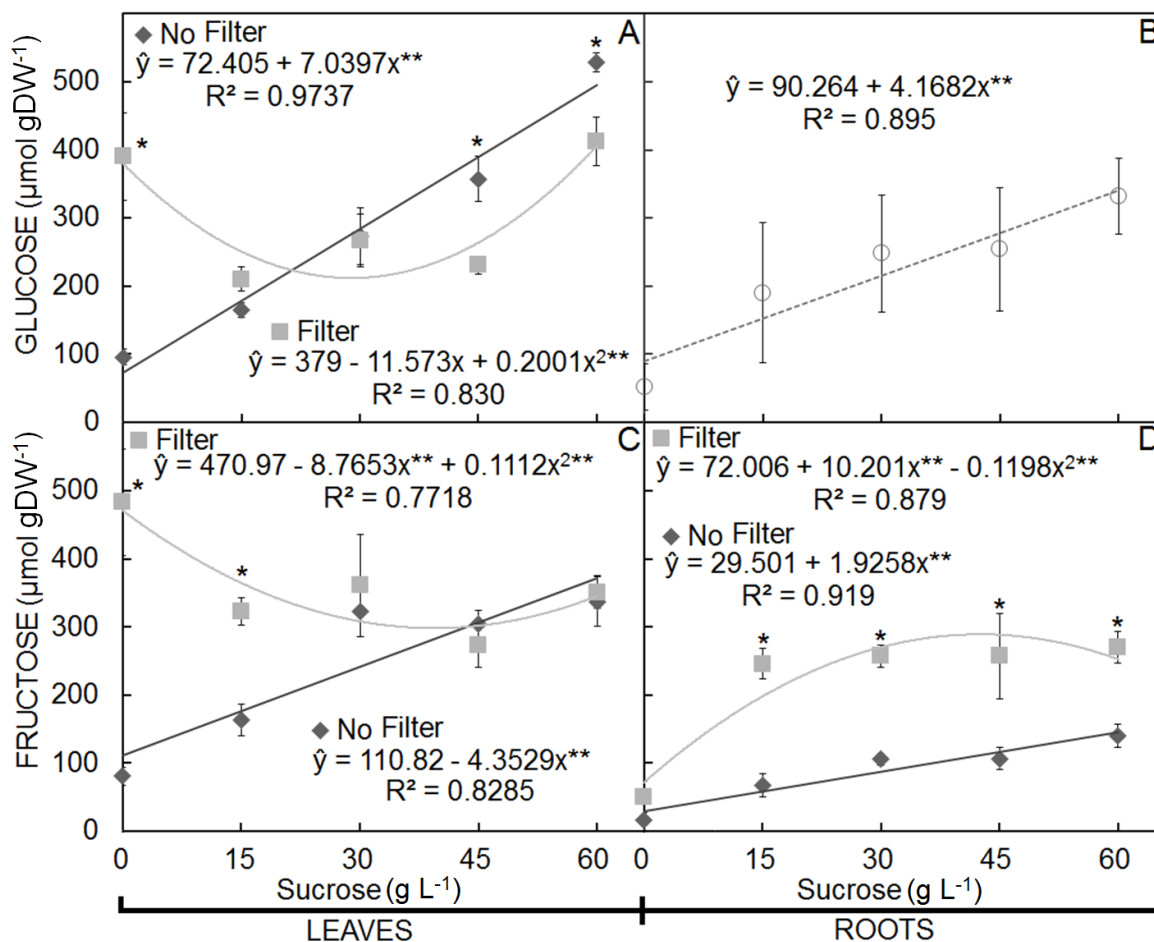 No Filter
ŷ = 72.405 + 7.0397x**
R² = 0.9737
A
*
*
*
Filter
ŷ = 379 - 11.573x + 0.2001x²**
R² = 0.830
B
ŷ = 90.264 + 4.1682x**
R² = 0.895
GLUCOSE (µmol gDW⁻¹)
500
400
300
200
100
0
C
Filter
ŷ = 470.97 - 8.7653x** + 0.1112x²**
R² = 0.7718
*
*
No Filter
ŷ = 110.82 - 4.3529x**
R² = 0.8285
D
Filter
ŷ = 72.006 + 10.201x** - 0.1198x²**
R² = 0.879
No Filter
ŷ = 29.501 + 1.9258x**
R² = 0.919
* * * *
FRUCTOSE (µmol gDW⁻¹)
500
400
300
200
100
0
0 15 30 45 60 0 15 30 45 60
Sucrose (g L⁻¹) Sucrose (g L⁻¹)
LEAVES ROOTS